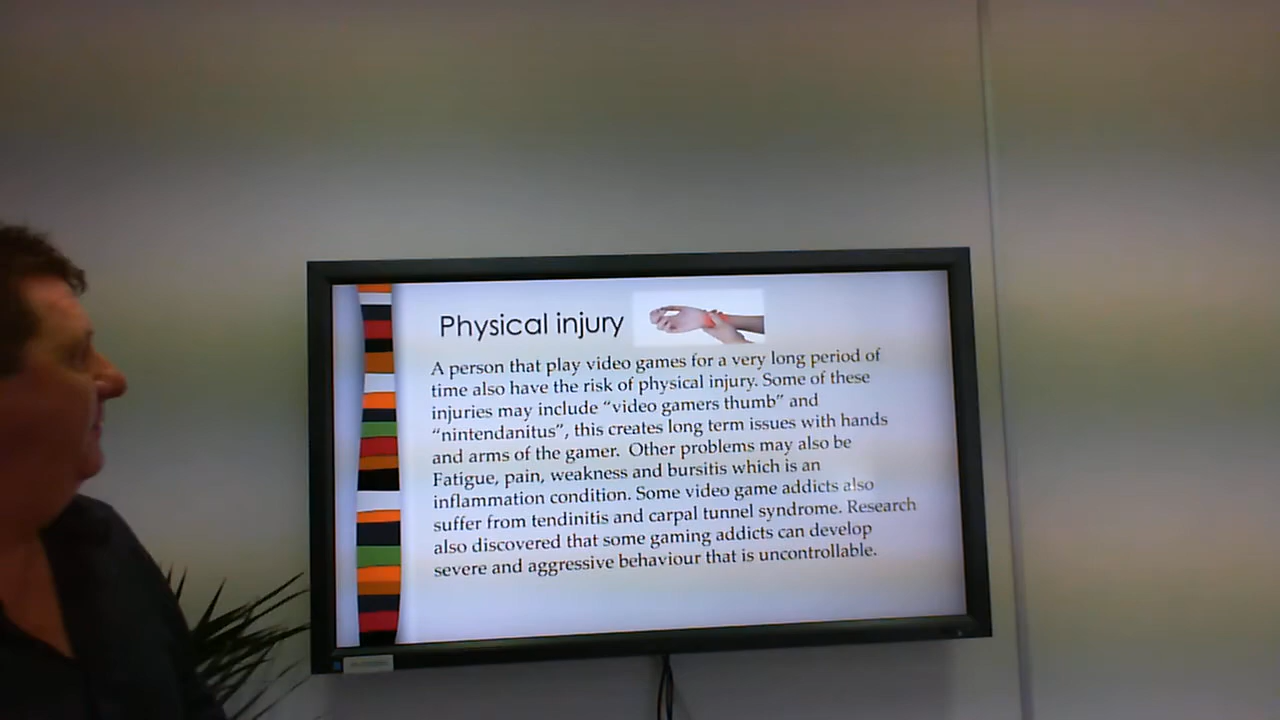 Physical injury
A person that play video games for a very long period of
time also have the risk of physical injury. Some of these
injuries may include “video gamers thumb” and
“nintendanitus”, this creates long term issues with hands
and arms of the gamer. Other problems may also be
Fatigue, pain, weakness and bursitis which is an
inflammation condition. Some video game addicts also
suffer from tendinitis and carpal tunnel syndrome. Research
also discovered that some gaming addicts can develop
severe and aggressive behaviour that is uncontrollable.